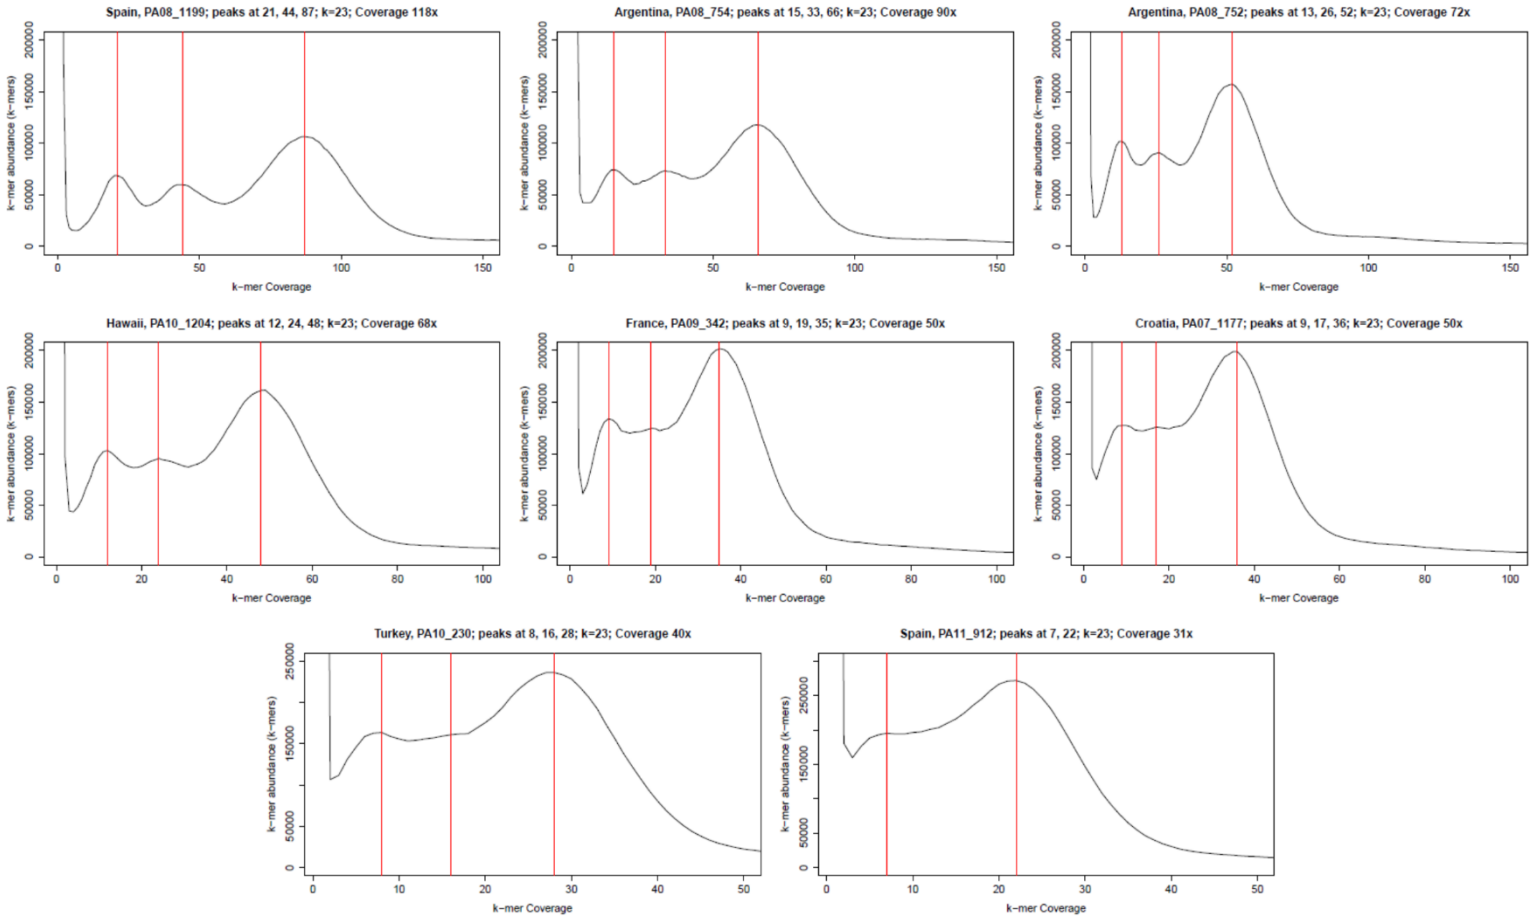 Spain, PA08_1199; peaks at 21, 44, 87; k=23; Coverage 118x
k−mer abundance (k−mers)
200000
150000
100000
50000
0
0 50 100 150
k−mer Coverage
Argentina, PA08_754; peaks at 15, 33, 66; k=23; Coverage 90x
k−mer abundance (k−mers)
200000
150000
100000
50000
0
0 50 100 150
k−mer Coverage
Argentina, PA08_752; peaks at 13, 26, 52; k=23; Coverage 72x
k−mer abundance (k−mers)
200000
150000
100000
50000
0
0 50 100 150
k−mer Coverage
Hawaii, PA10_1204; peaks at 12, 24, 48; k=23; Coverage 68x
k−mer abundance (k−mers)
200000
150000
100000
50000
0
0 20 40 60 80 100
k−mer Coverage
France, PA09_342; peaks at 9, 19, 35; k=23; Coverage 50x
k−mer abundance (k−mers)
200000
150000
100000
50000
0
0 20 40 60 80 100
k−mer Coverage
Croatia, PA07_1177; peaks at 9, 17, 36; k=23; Coverage 50x
k−mer abundance (k−mers)
200000
150000
100000
50000
0
0 20 40 60 80 100
k−mer Coverage
Turkey, PA10_230; peaks at 8, 16, 28; k=23; Coverage 40x
k−mer abundance (k−mers)
250000
150000
50000
0
0 10 20 30 40 50
k−mer Coverage
Spain, PA11_912; peaks at 7, 22; k=23; Coverage 31x
k−mer abundance (k−mers)
250000
150000
50000
0
0 10 20 30 40 50
k−mer Coverage